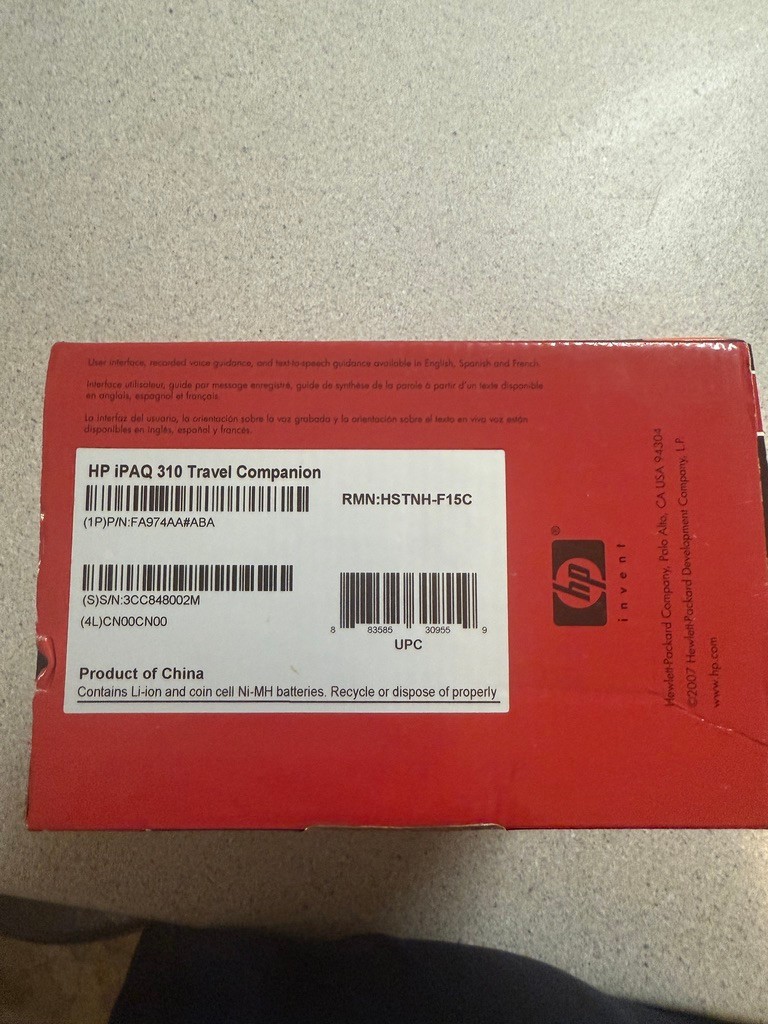 User interface, recorded voice guidance, and text-to-speech guidance available in English, Spanish and French.
Interface utilisateur, guide par message enregistré, guide de synthèse de la parole à partir d'un texte disponible
en anglais, espagnol et français.
La interfaz del usuario, la orientación sobre la voz grabada y la orientación sobre el texto en viva voz están
disponibles en inglés, español y francés.
HP iPAQ 310 Travel Companion
RMN:HSTNH-F15C
(1P)P/N:FA974AA#ABA
(S)S/N:3CC848002M
(4L)CN00CN00
8 83585 30955 9
UPC
Product of China
Contains Li-ion and coin cell Ni-MH batteries. Recycle or dispose of properly
hp
®
invent
Hewlett-Packard Company, Palo Alto, CA USA 94304
©2007 Hewlett-Packard Development Company, L.P.
www.hp.com